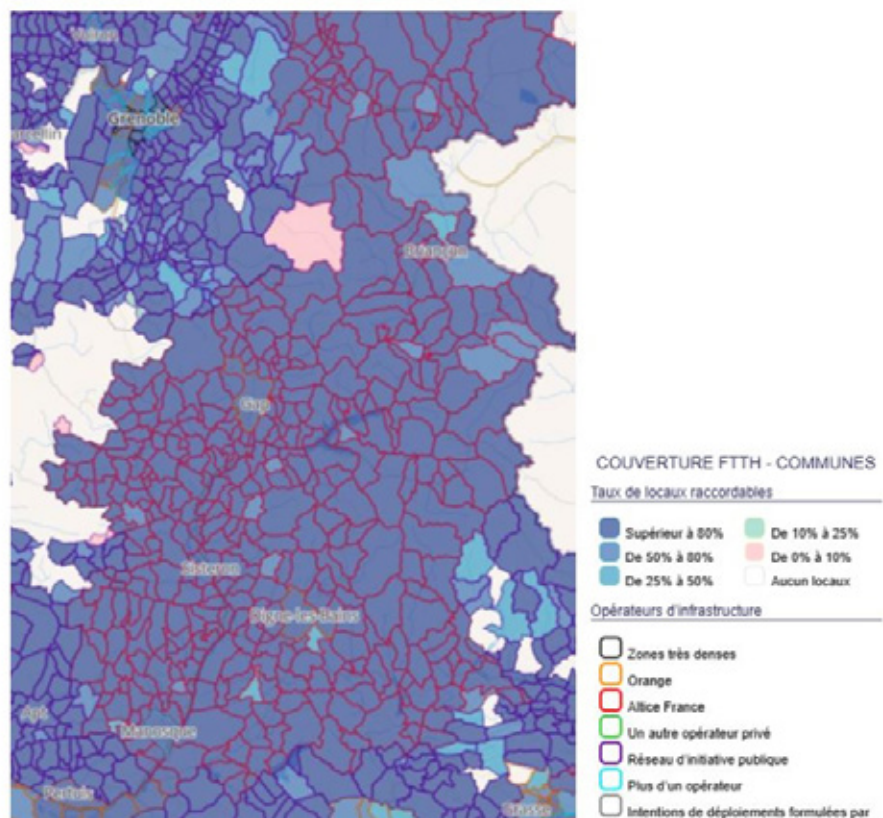 Voiron
Grenoble
arcellin
Briançon
Gap
COUVERTURE FTTH - COMMUNES
Taux de locaux raccordables
Supérieur à 80%
De 10% à 25%
De 50% à 80%
De 0% à 10%
De 25% à 50%
Aucun locaux
Sisteron
Digne-les-Bains
Opérateurs d'infrastructure
Zones très denses
Orange
Altice France
Un autre opérateur privé
Réseau d'initiative publique
Plus d'un opérateur
Intentions de déploiements formulées par
Apt
Manosque
Pertuis
Grasse